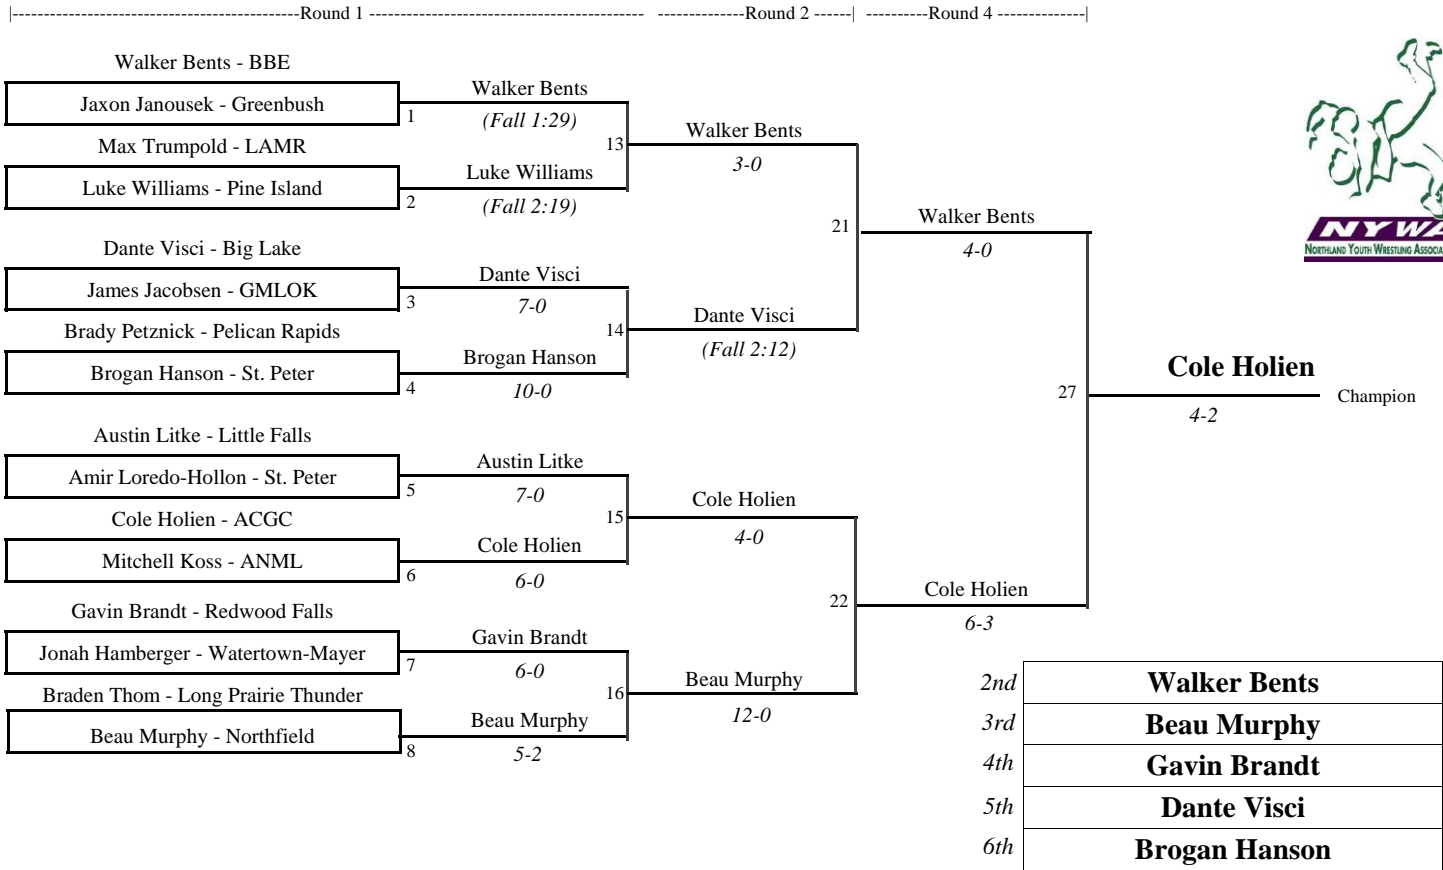 |----------------------------------------------Round 1 -------------------------------------------- --------------Round 2 ------| ----------Round 4 --------------|
Walker Bents - BBE
Jaxon Janousek - Greenbush
1
Max Trumpold - LAMR
Luke Williams - Pine Island
2
Dante Visci - Big Lake
James Jacobsen - GMLOK
3
Brady Petznick - Pelican Rapids
Brogan Hanson - St. Peter
4
Austin Litke - Little Falls
Amir Loredo-Hollon - St. Peter
5
Cole Holien - ACGC
Mitchell Koss - ANML
6
Gavin Brandt - Redwood Falls
Jonah Hamberger - Watertown-Mayer
7
Braden Thom - Long Prairie Thunder
Beau Murphy - Northfield
8
Walker Bents
(Fall 1:29)
13
Luke Williams
(Fall 2:19)
Dante Visci
7-0
14
Brogan Hanson
10-0
Austin Litke
7-0
15
Cole Holien
6-0
Gavin Brandt
6-0
16
Beau Murphy
5-2
Walker Bents
3-0
21
Dante Visci
(Fall 2:12)
Cole Holien
4-0
22
Beau Murphy
12-0
Walker Bents
4-0
27
Cole Holien
6-3
NYWA
NORTHLAND YOUTH WRESTLING
Cole Holien
Champion
4-2
2nd Walker Bents
3rd Beau Murphy
4th Gavin Brandt
5th Dante Visci
6th Brogan Hanson